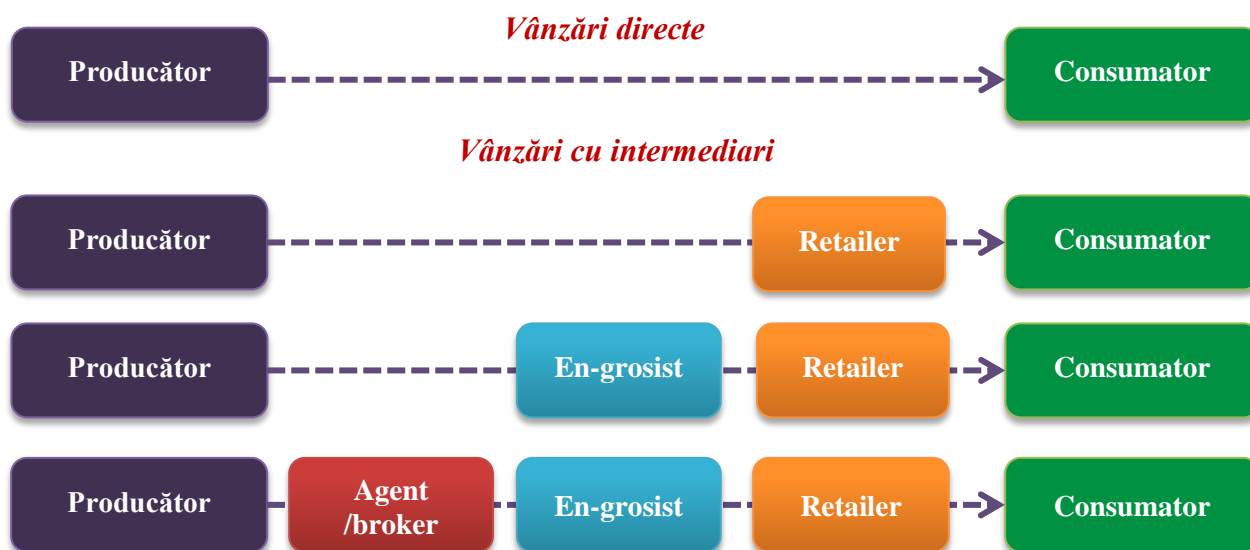 Vânzări directe
Producător
Consumator
Vânzări cu intermediari
Producător
Retailer
Consumator
Producător
En-grosist
Retailer
Consumator
Producător
Agent
/broker
En-grosist
Retailer
Consumator